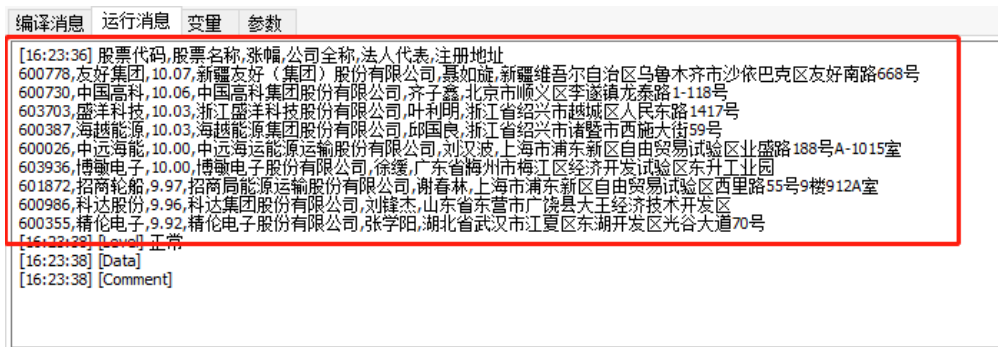 编译消息 运行消息 变量 参数
[16:23:36] 股票代码,股票名称,涨幅,公司全称,法人代表,注册地址
600778,友好集团,10.07,新疆友好（集团）股份有限公司,聂如旋,新疆维吾尔自治区乌鲁木齐市沙依巴克区友好南路668号
600730,中国高科,10.06,中国高科集团股份有限公司,齐子鑫,北京市顺义区李遂镇龙泰路1-118号
603703,盛洋科技,10.03,浙江盛洋科技股份有限公司,叶利明,浙江省绍兴市越城区人民东路1417号
600387,海越能源,10.03,海越能源集团股份有限公司,邱国良,浙江省绍兴市诸暨市西施大街59号
600026,中远海能,10.00,中远海运能源运输股份有限公司,刘汉波,上海市浦东新区自由贸易试验区业盛路188号A-1015室
603936,博敏电子,10.00,博敏电子股份有限公司,徐缓,广东省梅州市梅江区经济开发试验区东升工业园
601872,招商轮船,9.97,招商局能源运输股份有限公司,谢春林,上海市浦东新区自由贸易试验区西里路55号9楼912A室
600986,科达股份,9.96,科达集团股份有限公司,刘锋杰,山东省东营市广饶县大王经济技术开发区
600355,精伦电子,9.92,精伦电子股份有限公司,张学阳,湖北省武汉市江夏区东湖开发区光谷大道70号
[16:23:38] [Level] 正常
[16:23:38] [Data]
[16:23:38] [Comment]